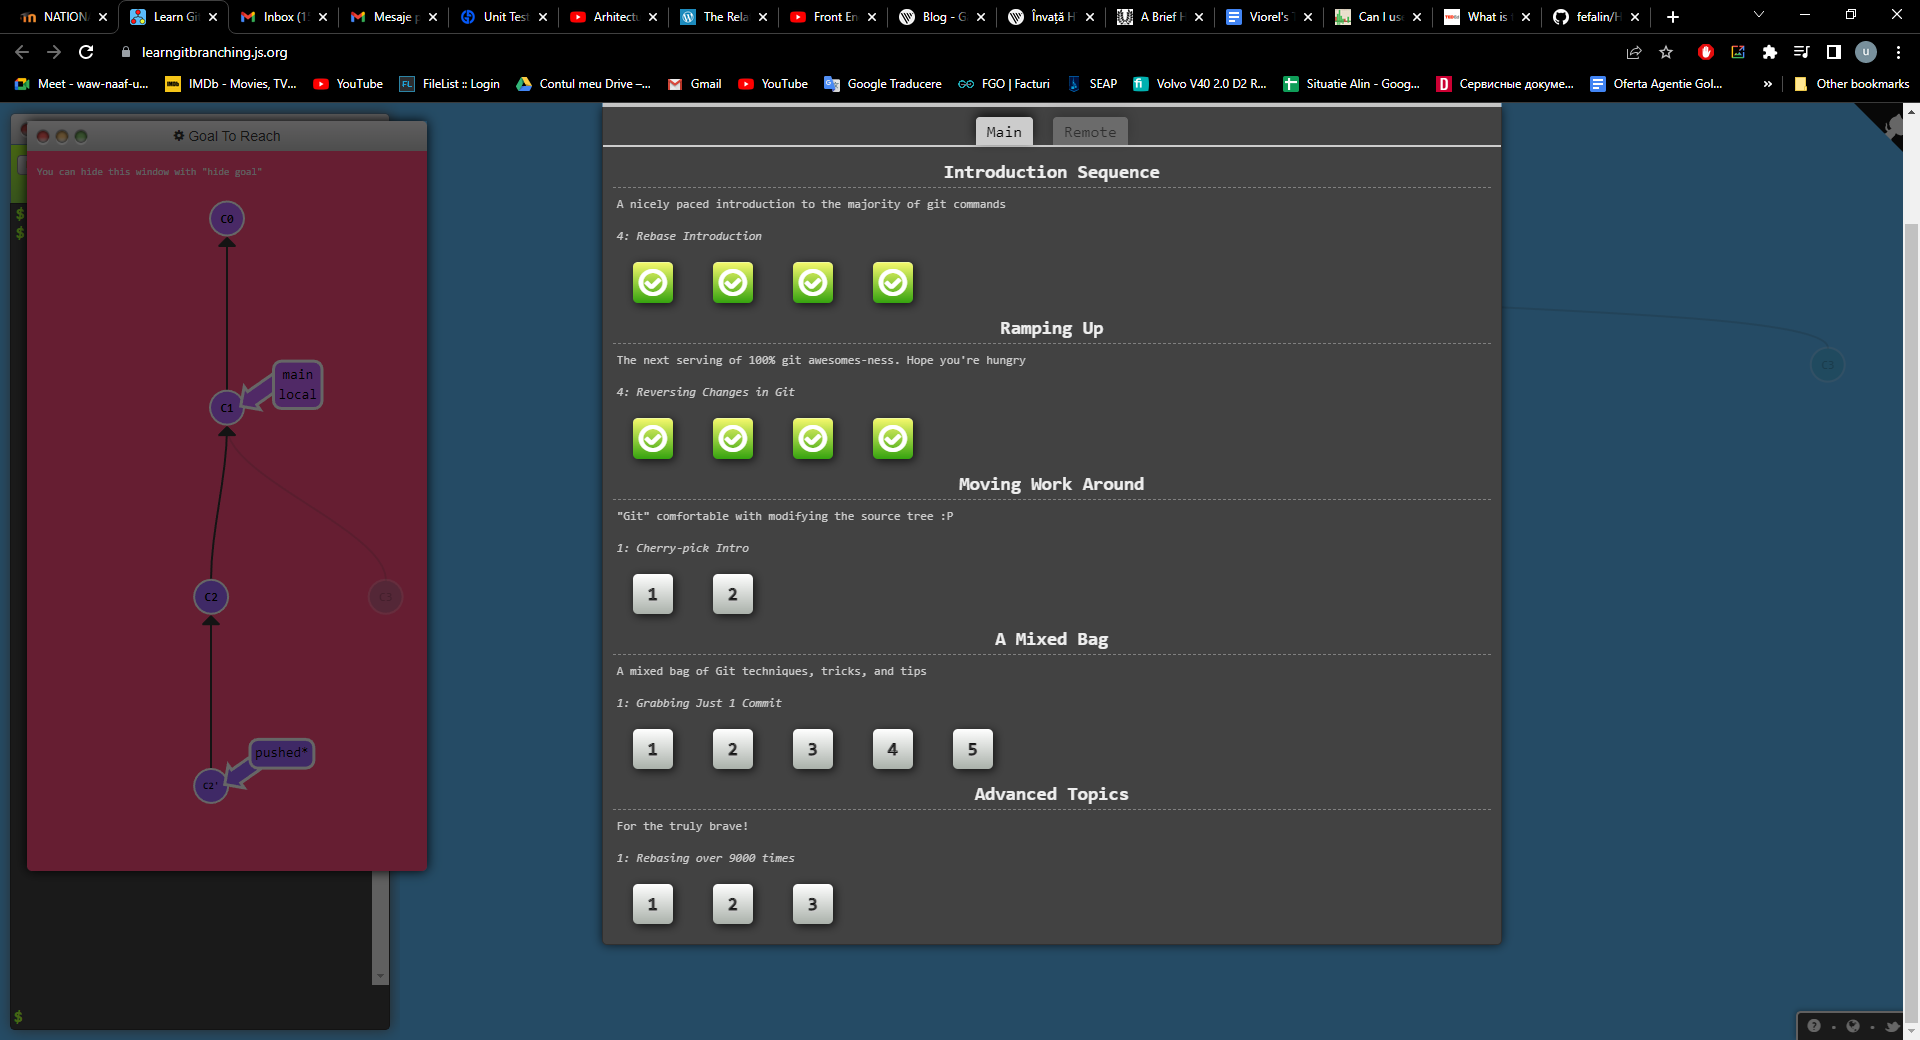 NATION
Learn Gi
Inbox (1
Mesaje p
Unit Test
Arhitectu
The Rela
Front En
Blog - G
Învață H
A Brief H
Viorel's T
Can I use
What is
fefalin/H
learngitbranching.js.org
u
Meet - waw-naaf-u...
IMDb - Movies, TV...
YouTube
FileList :: Login
Contul meu Drive –...
Gmail
YouTube
Google Traducere
FGO | Facturi
SEAP
Volvo V40 2.0 D2 R...
Situatie Alin - Goog...
Сервисные докуме...
Oferta Agentie Gol...
»
Other bookmarks
Goal To Reach
You can hide this window with "hide goal"
$
$
C0
main
local
C1
C2
C3
pushed*
C2'
$
Main
Remote
Introduction Sequence
A nicely paced introduction to the majority of git commands
4: Rebase Introduction
Ramping Up
The next serving of 100% git awesomes-ness. Hope you're hungry
4: Reversing Changes in Git
Moving Work Around
"Git" comfortable with modifying the source tree :P
1: Cherry-pick Intro
1 2
A Mixed Bag
A mixed bag of Git techniques, tricks, and tips
1: Grabbing Just 1 Commit
1 2 3 4 5
Advanced Topics
For the truly brave!
1: Rebasing over 9000 times
1 2 3
C3